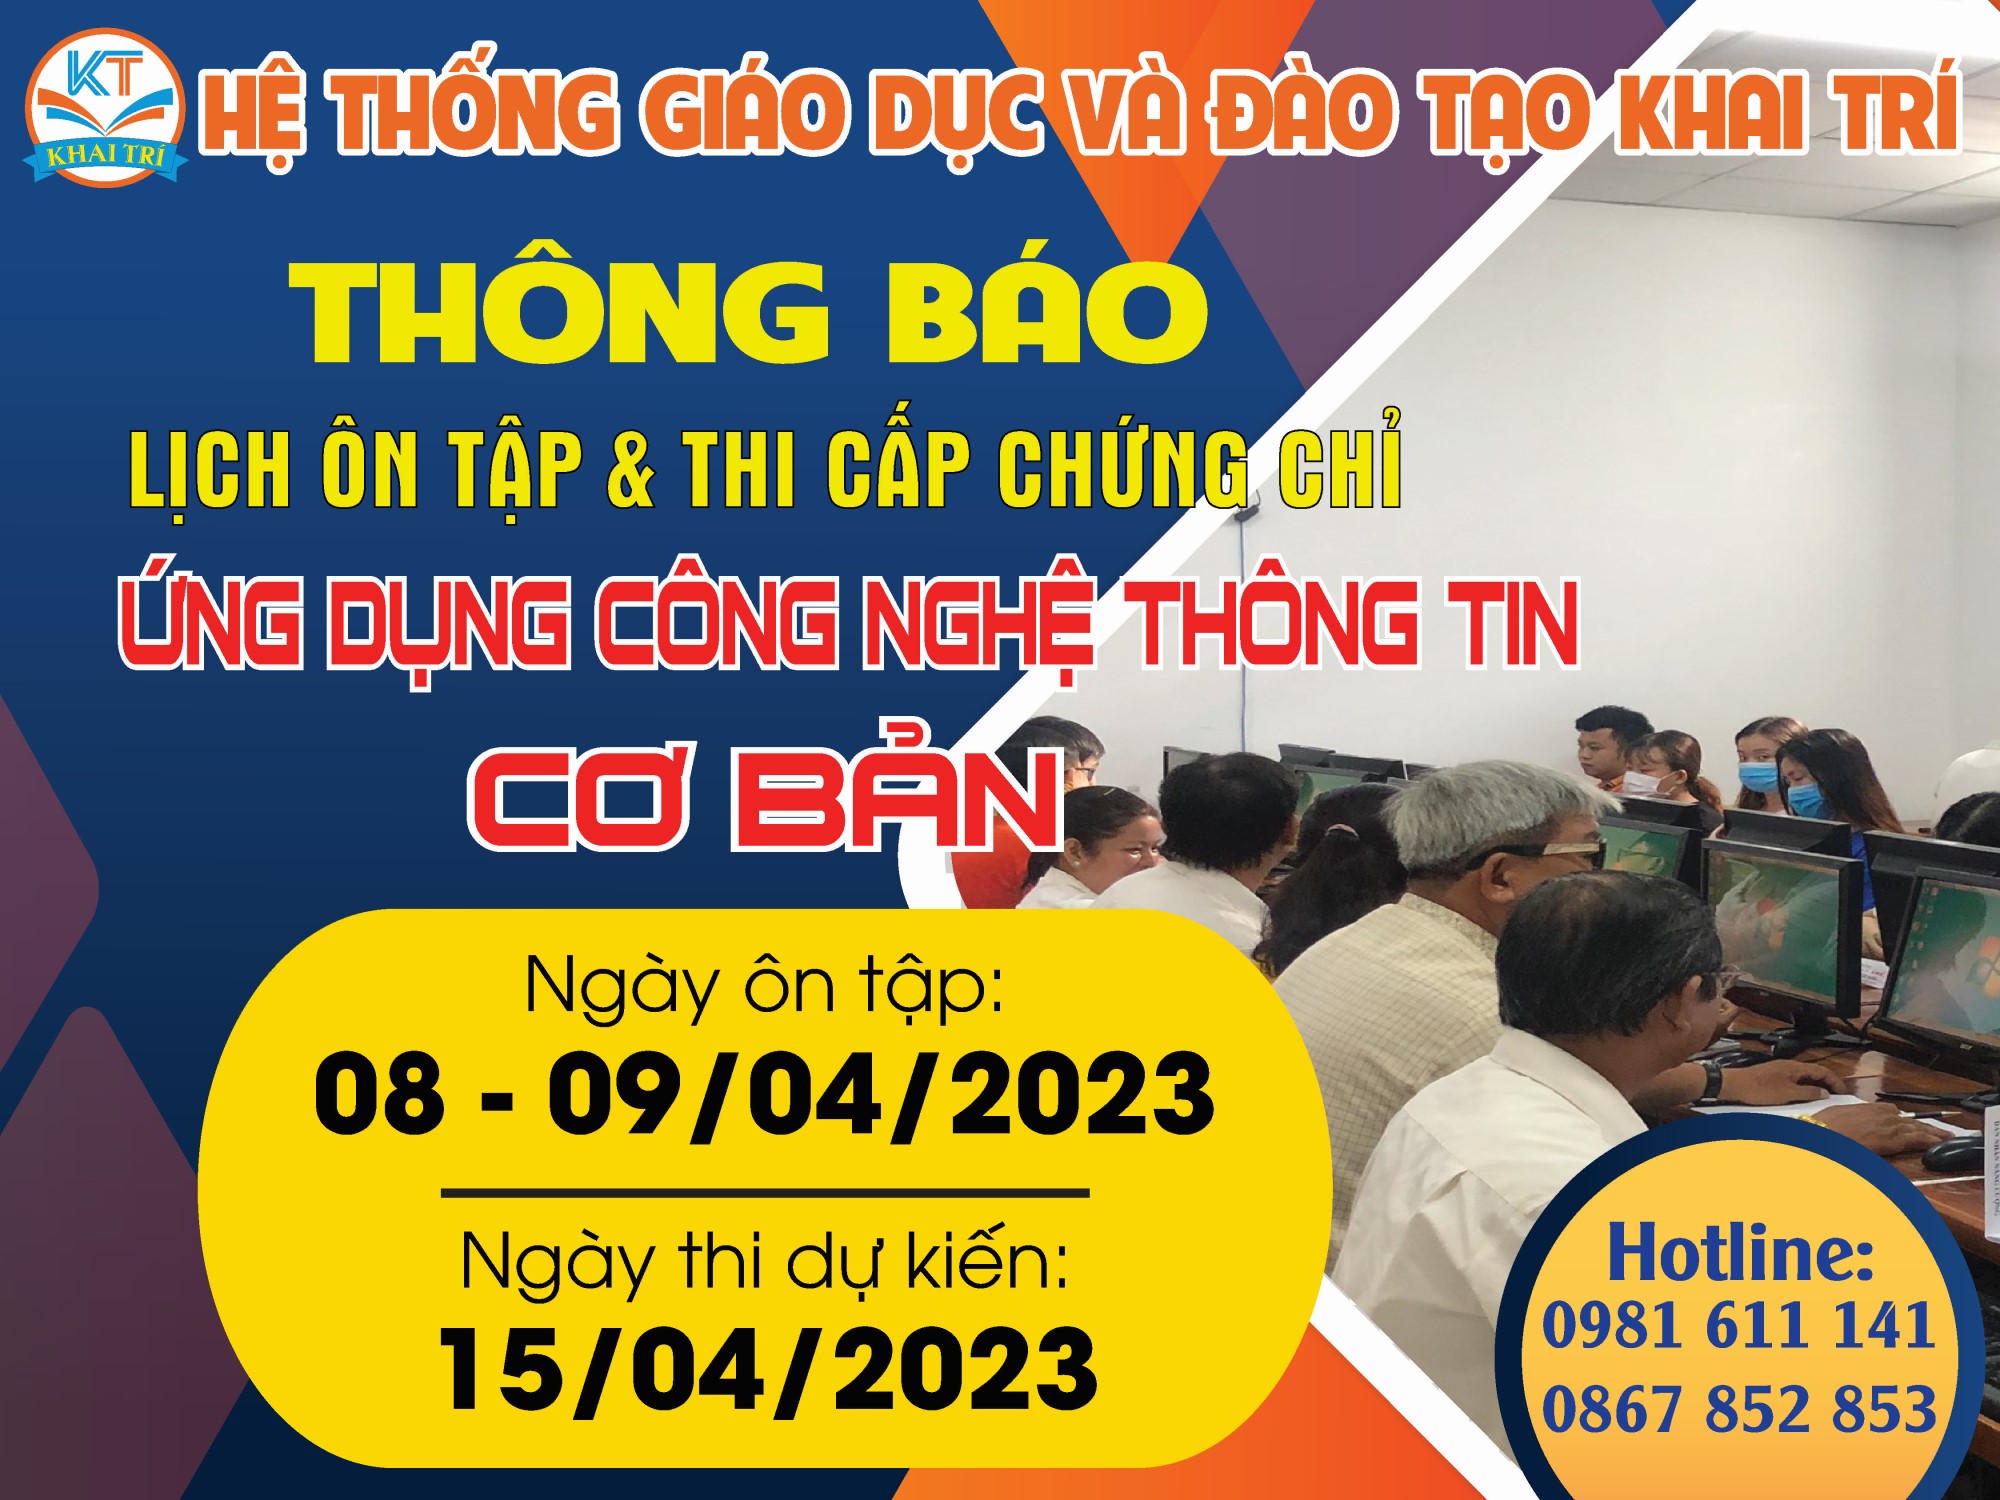 KT
KHAI TRÍ
HỆ THỐNG GIÁO DỤC VÀ ĐÀO TẠO KHAI TRÍ
THÔNG BÁO
LỊCH ÔN TẬP & THI CẤP CHỨNG CHỈ
ỨNG DỤNG CÔNG NGHỆ THÔNG TIN
CƠ BẢN
Ngày ôn tập:
08 - 09/04/2023
Ngày thi dự kiến:
15/04/2023
Hotline:
0981 611 141
0867 852 853